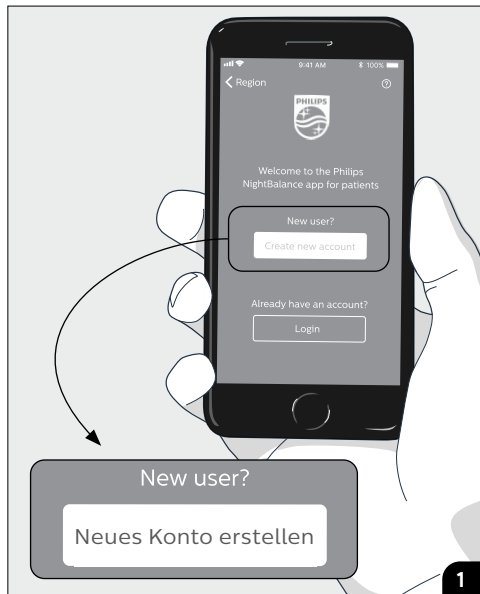 9:41 AM 100%
Region ?
PHILIPS
Welcome to the Philips
NightBalance app for patients
New user?
Create new account
Already have an account?
Login
New user?
Neues Konto erstellen
1